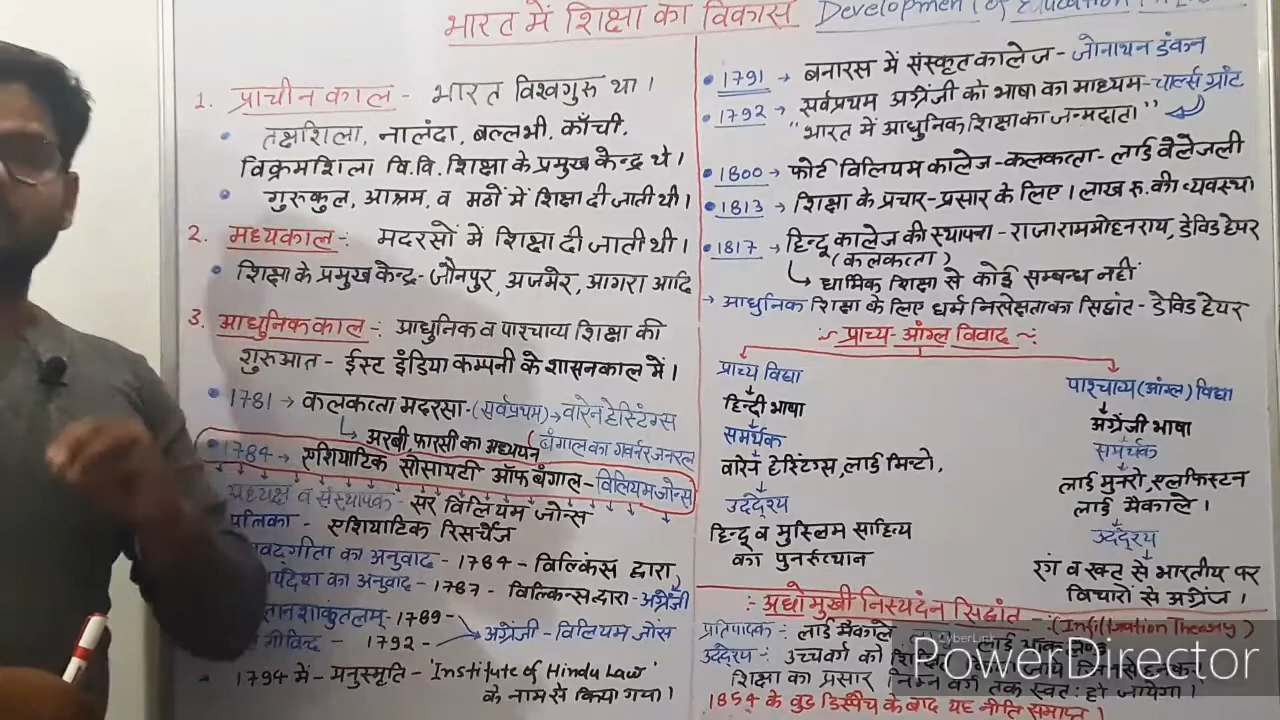 भारत में शिक्षा का विकास Development of Education
1. प्राचीन काल - भारत विश्वगुरु था।
• तक्षशिला, नालंदा, बल्लभी, काँची,
विक्रमशिला वि.वि. शिक्षा के प्रमुख केन्द्र थे।
• गुरुकुल, आश्रम, व मठों में शिक्षा दी जाती थी।
2. मध्यकाल :- मदरसों में शिक्षा दी जाती थी।
• शिक्षा के प्रमुख केन्द्र- जौनपुर, अजमेर, आगरा आदि
3. आधुनिक काल :- आधुनिक व पाश्चाव्य शिक्षा की
शुरुआत - ईस्ट इंडिया कम्पनी के शासनकाल में।
• 1781 → कलकत्ता मदरसा-(सर्वप्रथम)→ वारेन हेस्टिंग्स
अरबी, फारसी का अध्ययन (बंगाल का गवर्नर जनरल
• 1784 → एशियाटिक सोसायटी ऑफ बंगाल - विलियम जोन्स
अध्यक्ष व संस्थापक - सर विलियम जोन्स
पत्रिका - एशियाटिक रिसर्चेज
वदगीता का अनुवाद - 1784 - विल्किंस द्वारा,
पदेश का अनुवाद - 1787 - विल्किन्स द्वारा - अंग्रेजी
ानशाकुंतलम् - 1789 -
गोविन्द - 1792 - अंग्रेजी - विलियम जोंस
• 1794 में - मनुस्मृति - 'Institute of Hindu Law'
के नाम से किया गया।
• 1791 → बनारस में संस्कृत कालेज - जोनाथन डंकन
• 1792 → सर्वप्रथम अंग्रेजी को भाषा का माध्यम - चार्ल्स ग्रांट
"भारत में आधुनिक शिक्षा का जन्मदाता"
• 1800 → फोर्ट विलियम कालेज - कलकत्ता - लार्ड वेलेजली
• 1813 → शिक्षा के प्रचार-प्रसार के लिए 1 लाख रु. की व्यवस्था
• 1817 → हिन्दू कालेज की स्थापना - राजा राममोहन राय, डेविड हेयर
(कलकत्ता)
धार्मिक शिक्षा से कोई सम्बन्ध नहीं
→ आधुनिक शिक्षा के लिए धर्म निरपेक्षता का सिद्धांत - डेविड हेयर
:- प्राच्य-आंग्ल विवाद -:
प्राच्य विद्या
हिन्दी भाषा
समर्थक
वारेन हेस्टिंग्स, लार्ड मिन्टो,
उद्देश्य
हिन्दू व मुस्लिम साहित्य
का पुनरुत्थान
पाश्चाव्य (आंग्ल) विद्या
अंग्रेजी भाषा
समर्थक
लार्ड मुनरो, एलफिंस्टन
लार्ड मैकाले।
उद्देश्य
रंग व रक्त से भारतीय पर
विचारों से अंग्रेज।
:- अधोमुखी निस्यंदन सिद्धांत -: (Infiltration Theory)
प्रतिपादक :- लार्ड मैकाले, लार्ड ऑकलैण्ड
उद्देश्य :- उच्चवर्ग को
शिक्षा का प्रसार निम्न वर्ग तक स्वतः हो जायेगा।
1854 के वुड डिस्पैच के बाद यह नीति समाप्त।
CyberLink
PowerDirector